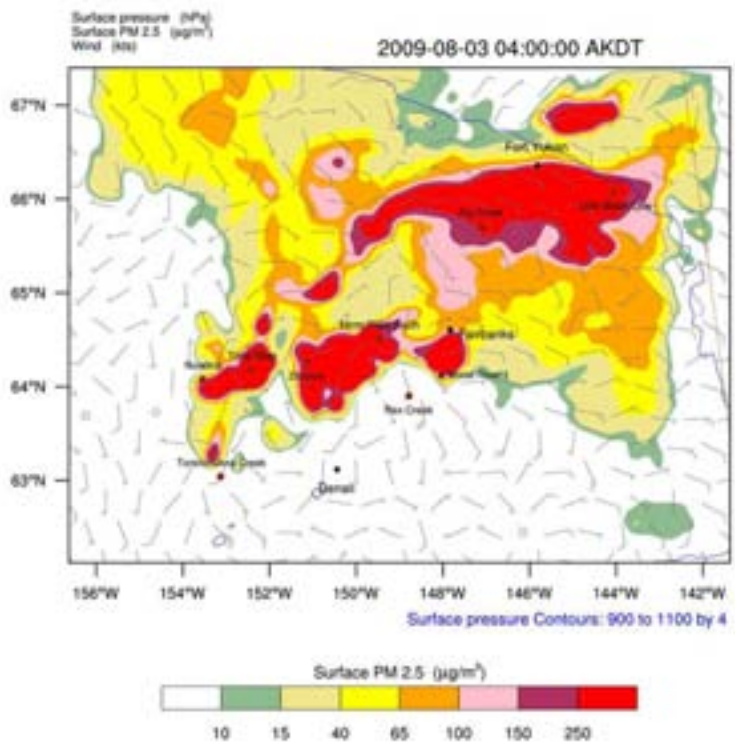 Surface pressure (hPa)
Surface PM 2.5 (µg/m³)
Wind (kts)
2009-08-03 04:00:00 AKDT
67°N
66°N
65°N
64°N
63°N
Fort Yukon
Fairbanks
Rex Creek
Denali
156°W 154°W 152°W 150°W 148°W 146°W 144°W 142°W
Surface pressure Contours: 900 to 1100 by 4
Surface PM 2.5 (µg/m³)
10 15 40 65 100 150 250